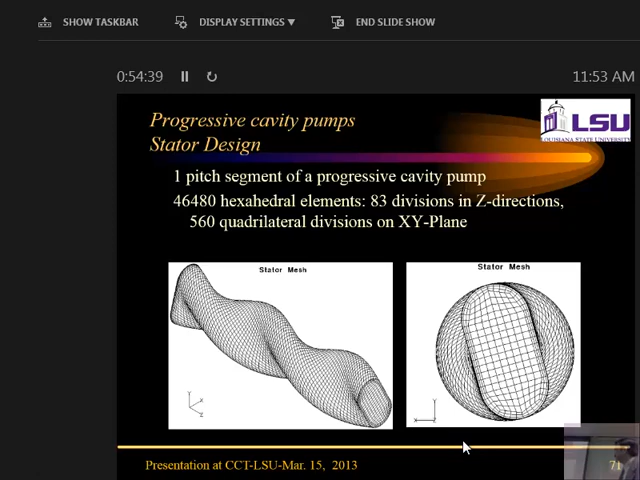 SHOW TASKBAR
DISPLAY SETTINGS ▼
END SLIDE SHOW
0:54:39
11:53 AM
Progressive cavity pumps
Stator Design
LSU
LOUISIANA STATE UNIVERSITY
1 pitch segment of a progressive cavity pump
46480 hexahedral elements: 83 divisions in Z-directions,
560 quadrilateral divisions on XY-Plane
Stator Mesh
Stator Mesh
Y
X
Z
Y
X
Presentation at CCT-LSU-Mar. 15, 2013
71